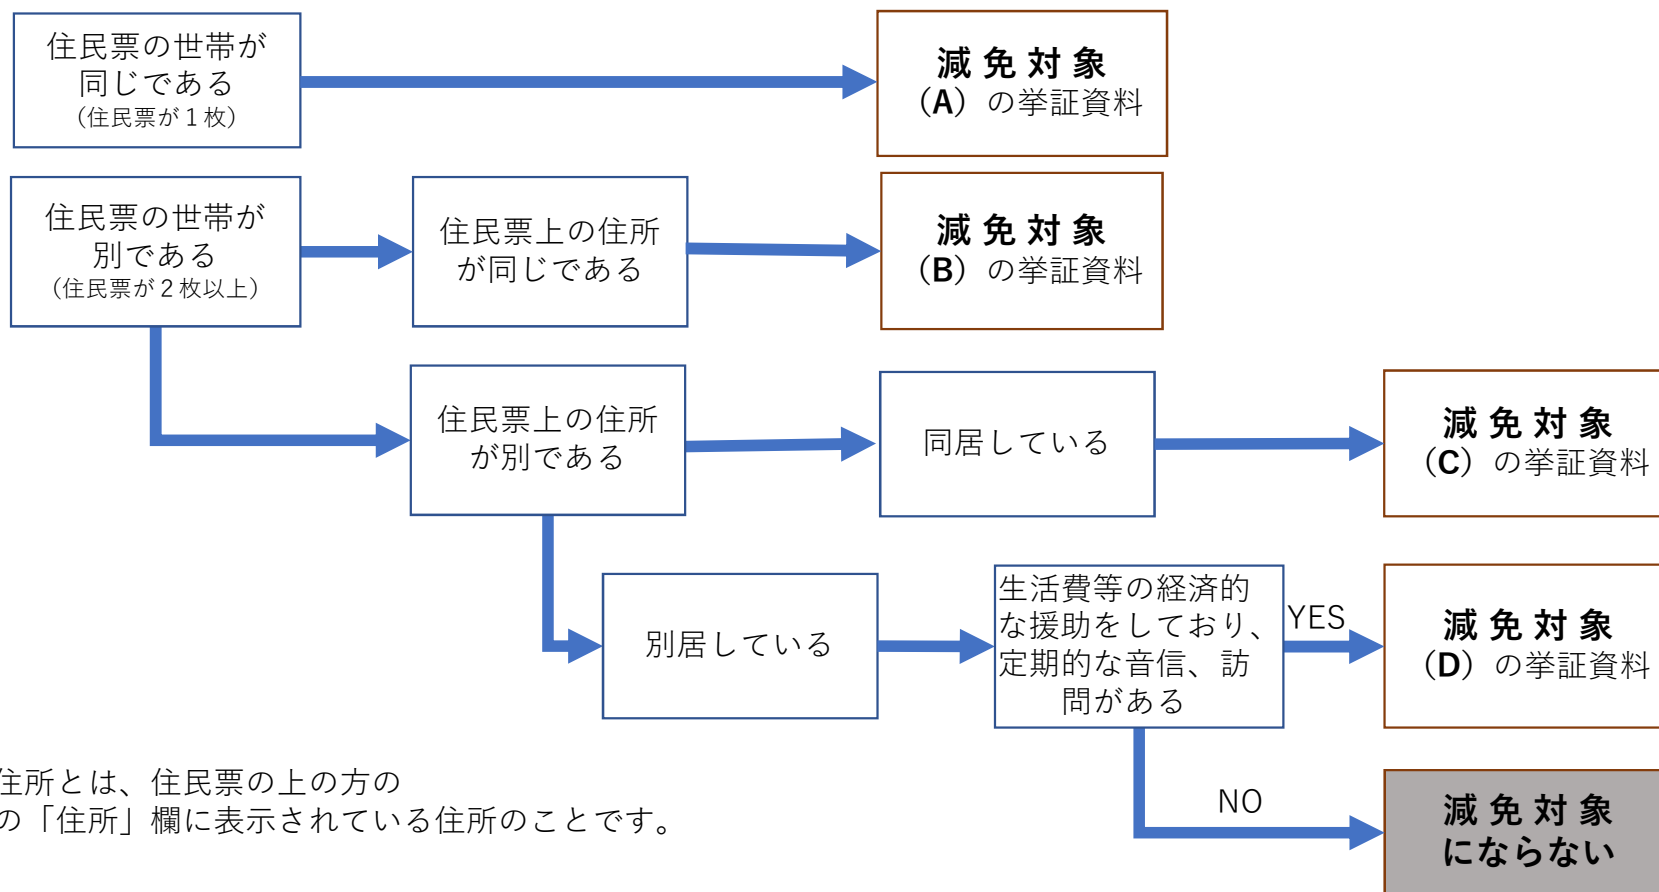 住民票の世帯が
同じである
（住民票が１枚）
減 免 対 象
（A）の挙証資料
住民票の世帯が
別である
（住民票が２枚以上）
住民票上の住所
が同じである
減 免 対 象
（B）の挙証資料
住民票上の住所
が別である
同居している
減 免 対 象
（C）の挙証資料
別居している
生活費等の経済的
な援助をしており、
定期的な音信、訪
問がある
YES
減 免 対 象
（D）の挙証資料
NO
減 免 対 象
にならない
住所とは、住民票の上の方の
の「住所」欄に表示されている住所のことです。